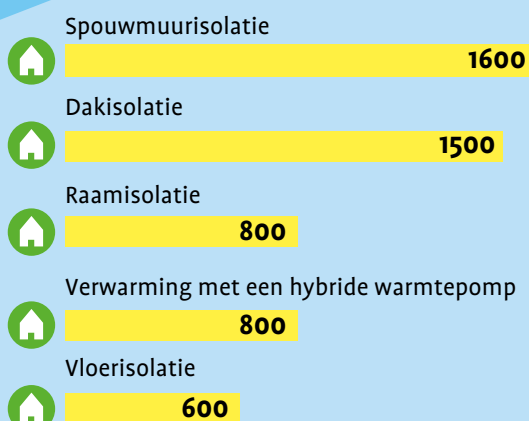 Spouwmuurisolatie
1600
Dakisolatie
1500
Raamisolatie
800
Verwarming met een hybride warmtepomp
800
Vloerisolatie
600